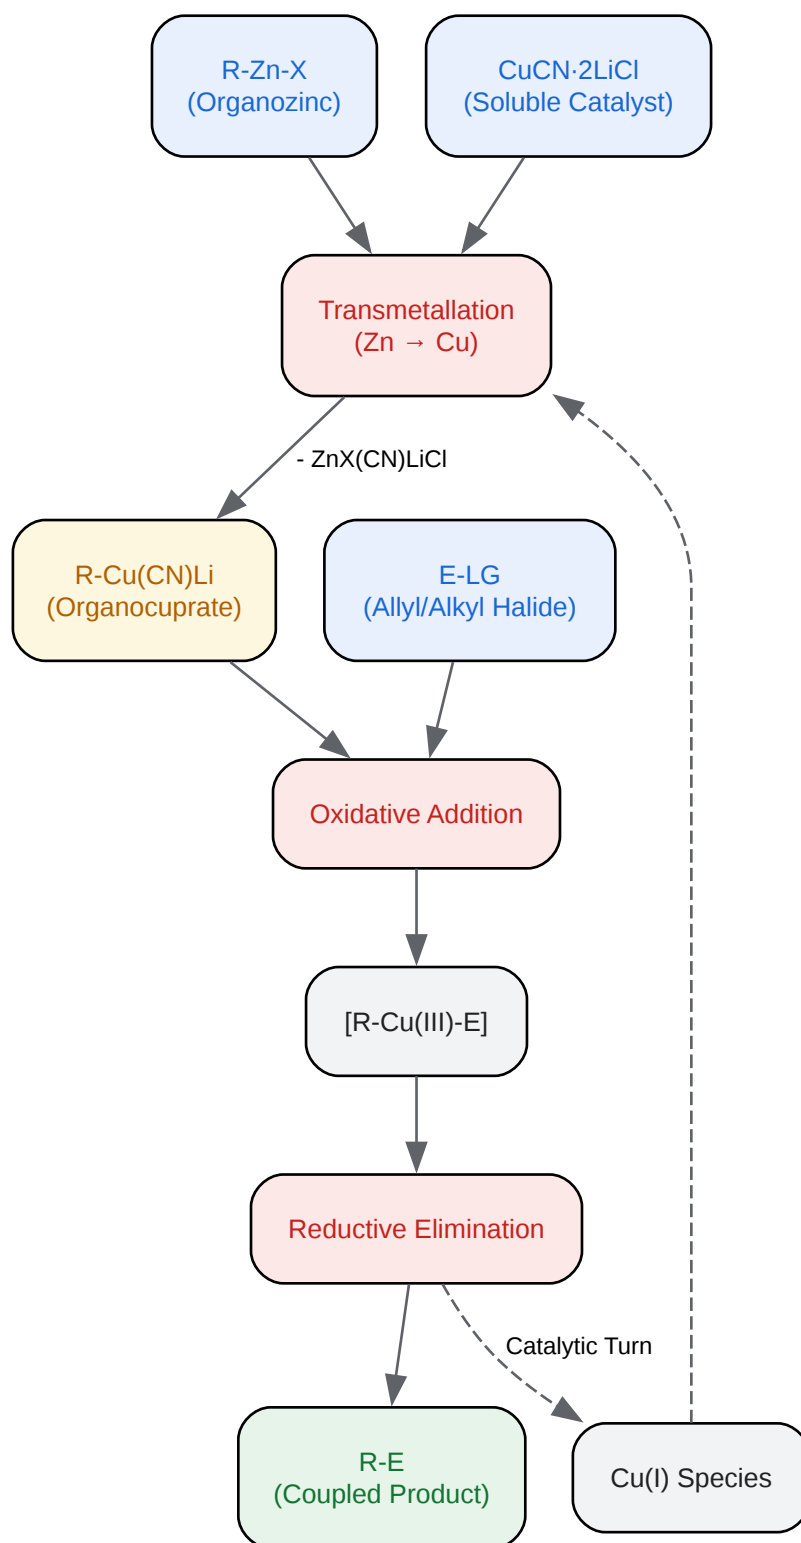 R-Zn-X
(Organozinc)
CuCN·2LiCl
(Soluble Catalyst)
Transmetallation
(Zn → Cu)
- ZnX(CN)LiCl
R-Cu(CN)Li
(Organocuprate)
E-LG
(Allyl/Alkyl Halide)
Oxidative Addition
[R-Cu(III)-E]
Reductive Elimination
Catalytic Turn
R-E
(Coupled Product)
Cu(I) Species